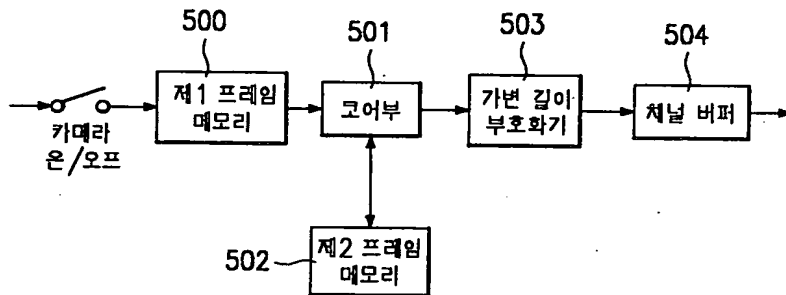 500
501
503
504
제1 프레임
메모리
코어부
가변 길이
부호화기
채널 버퍼
카메라
온/오프
502
제2 프레임
메모리